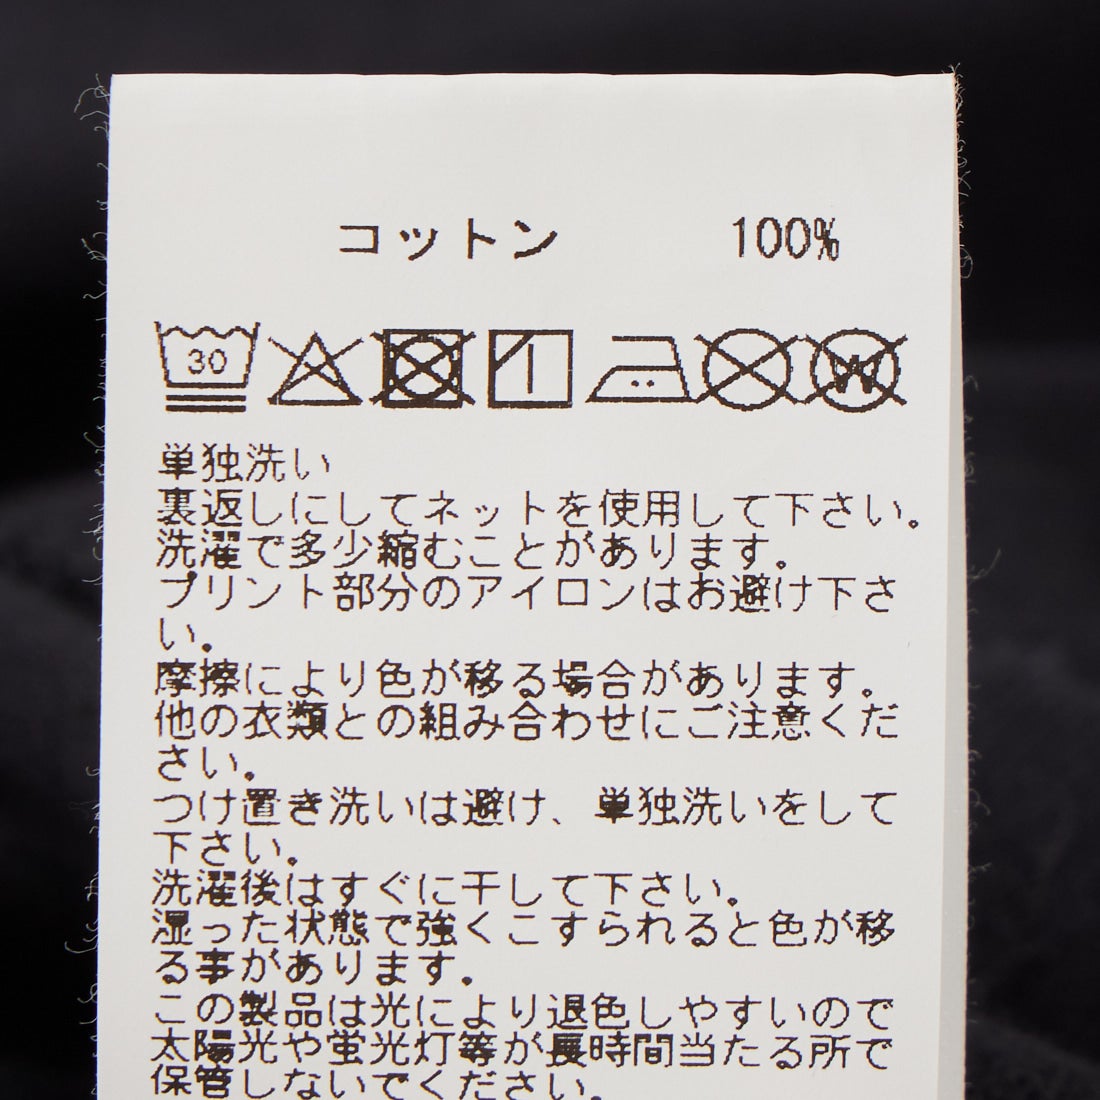 コットン 100%
30
W
単独洗い
裏返しにしてネットを使用して下さい。
洗濯で多少縮むことがあります。
プリント部分のアイロンはお避け下さ
い。
摩擦により色が移る場合があります。
他の衣類との組み合わせにご注意くだ
さい。
つけ置き洗いは避け、単独洗いをして
下さい。
洗濯後はすぐに干して下さい。
湿った状態で強くこすられると色が移
る事があります。
この製品は光により退色しやすいので
太陽光や蛍光灯等が長時間当たる所で
保管しないでください。